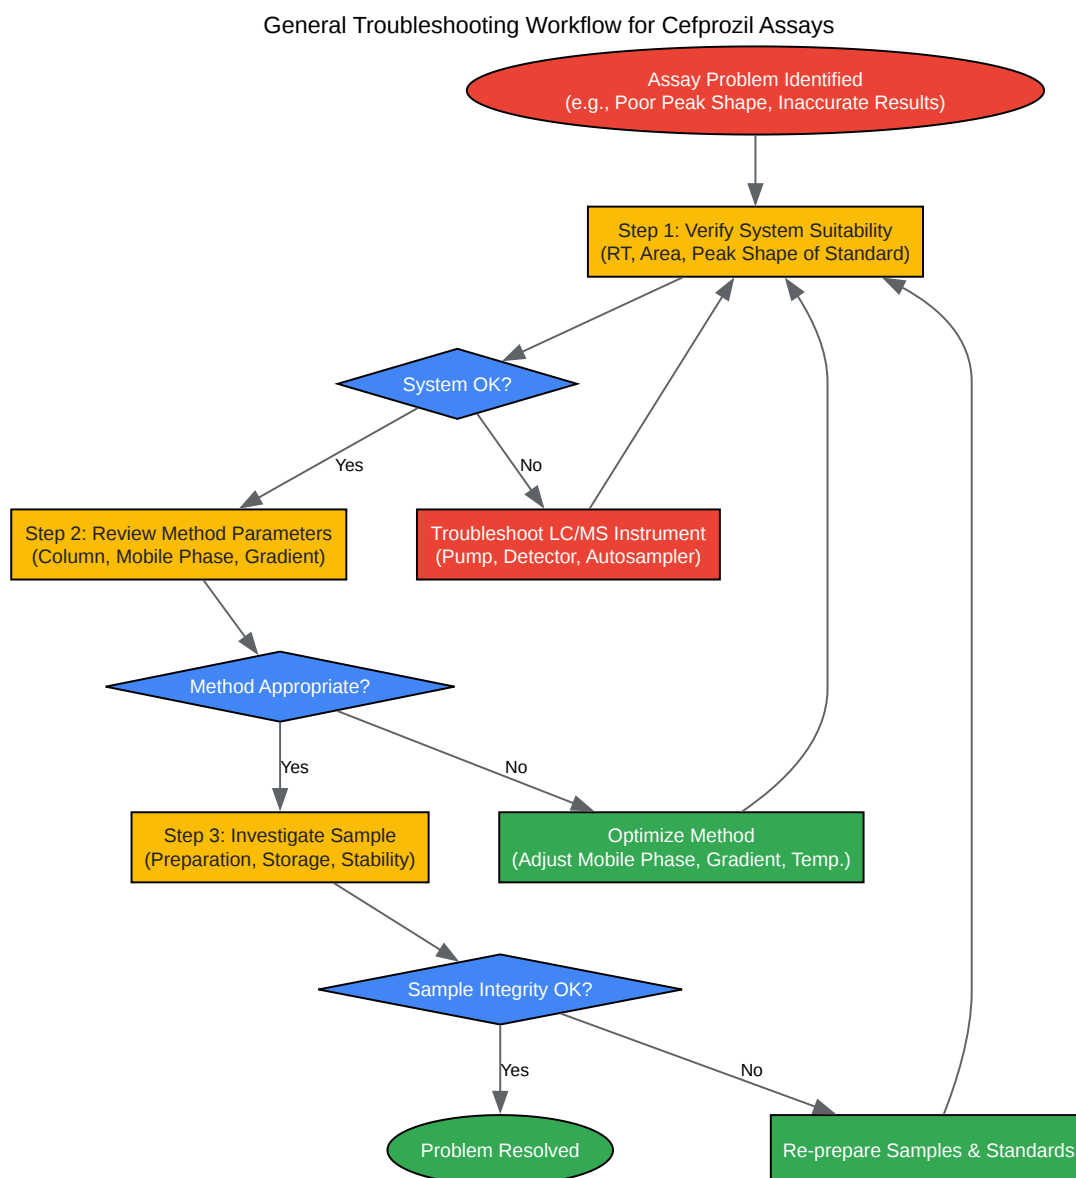 General Troubleshooting Workflow for Cefprozil Assays
Assay Problem Identified
(e.g., Poor Peak Shape, Inaccurate Results)
Step 1: Verify System Suitability
(RT, Area, Peak Shape of Standard)
System OK?
Yes
No
Step 2: Review Method Parameters
(Column, Mobile Phase, Gradient)
Troubleshoot LC/MS Instrument
(Pump, Detector, Autosampler)
Method Appropriate?
Yes
No
Step 3: Investigate Sample
(Preparation, Storage, Stability)
Optimize Method
(Adjust Mobile Phase, Gradient, Temp.)
Sample Integrity OK?
Yes
No
Problem Resolved
Re-prepare Samples & Standards